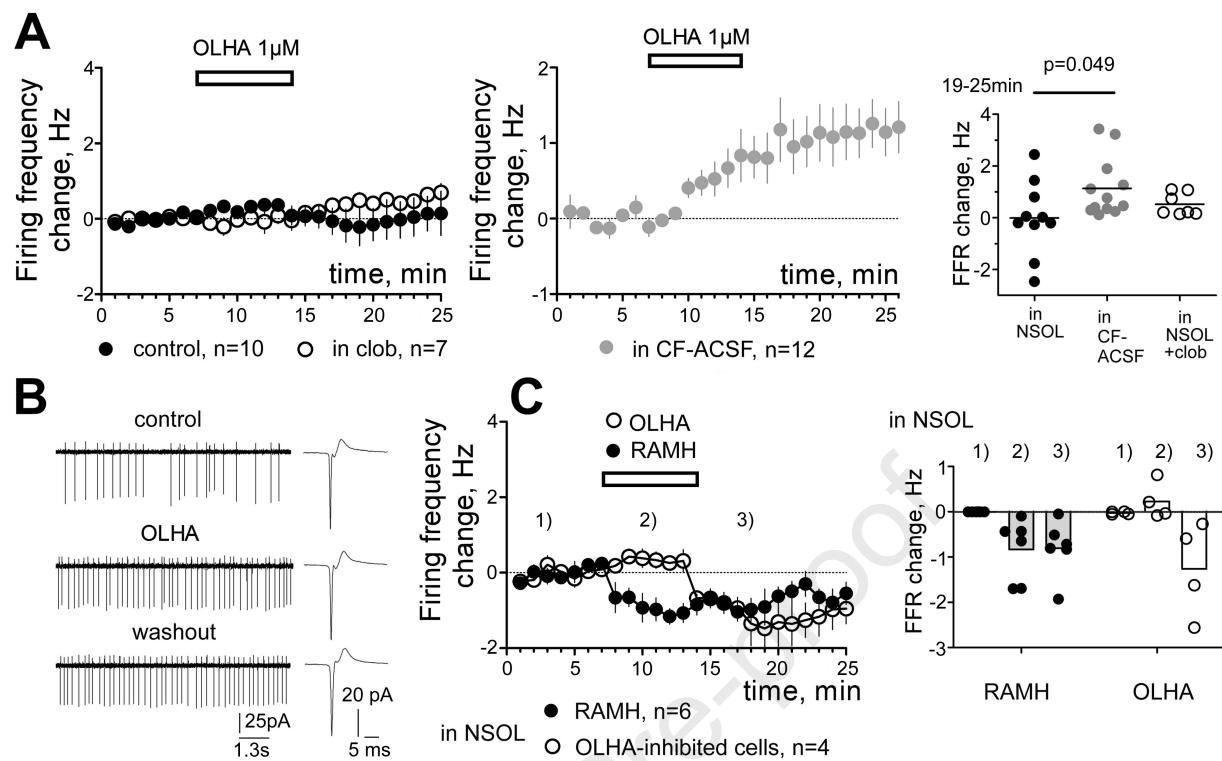 A
OLHA 1µM
Firing frequency
change, Hz
4
2
0
-2
time, min
0 5 10 15 20 25
control, n=10 in clob, n=7
OLHA 1µM
Firing frequency
change, Hz
2
1
0
-1
time, min
0 5 10 15 20 25
in CF-ACSF, n=12
p=0.049
19-25min
FFR change, Hz
4
2
0
-2
in
NSOL
in
CF-
ACSF
in
NSOL
+clob
B
control
OLHA
washout
25pA
1.3s
20 pA
5 ms
C
OLHA
RAMH
Firing frequency
change, Hz
4
2
0
-2
1) 2) 3)
0 5 10 15 20 25
time, min
in NSOL
RAMH, n=6
OLHA-inhibited cells, n=4
in NSOL
1) 2) 3) 1) 2) 3)
FFR change, Hz
1
0
-1
-2
-3
RAMH OLHA
re-proof